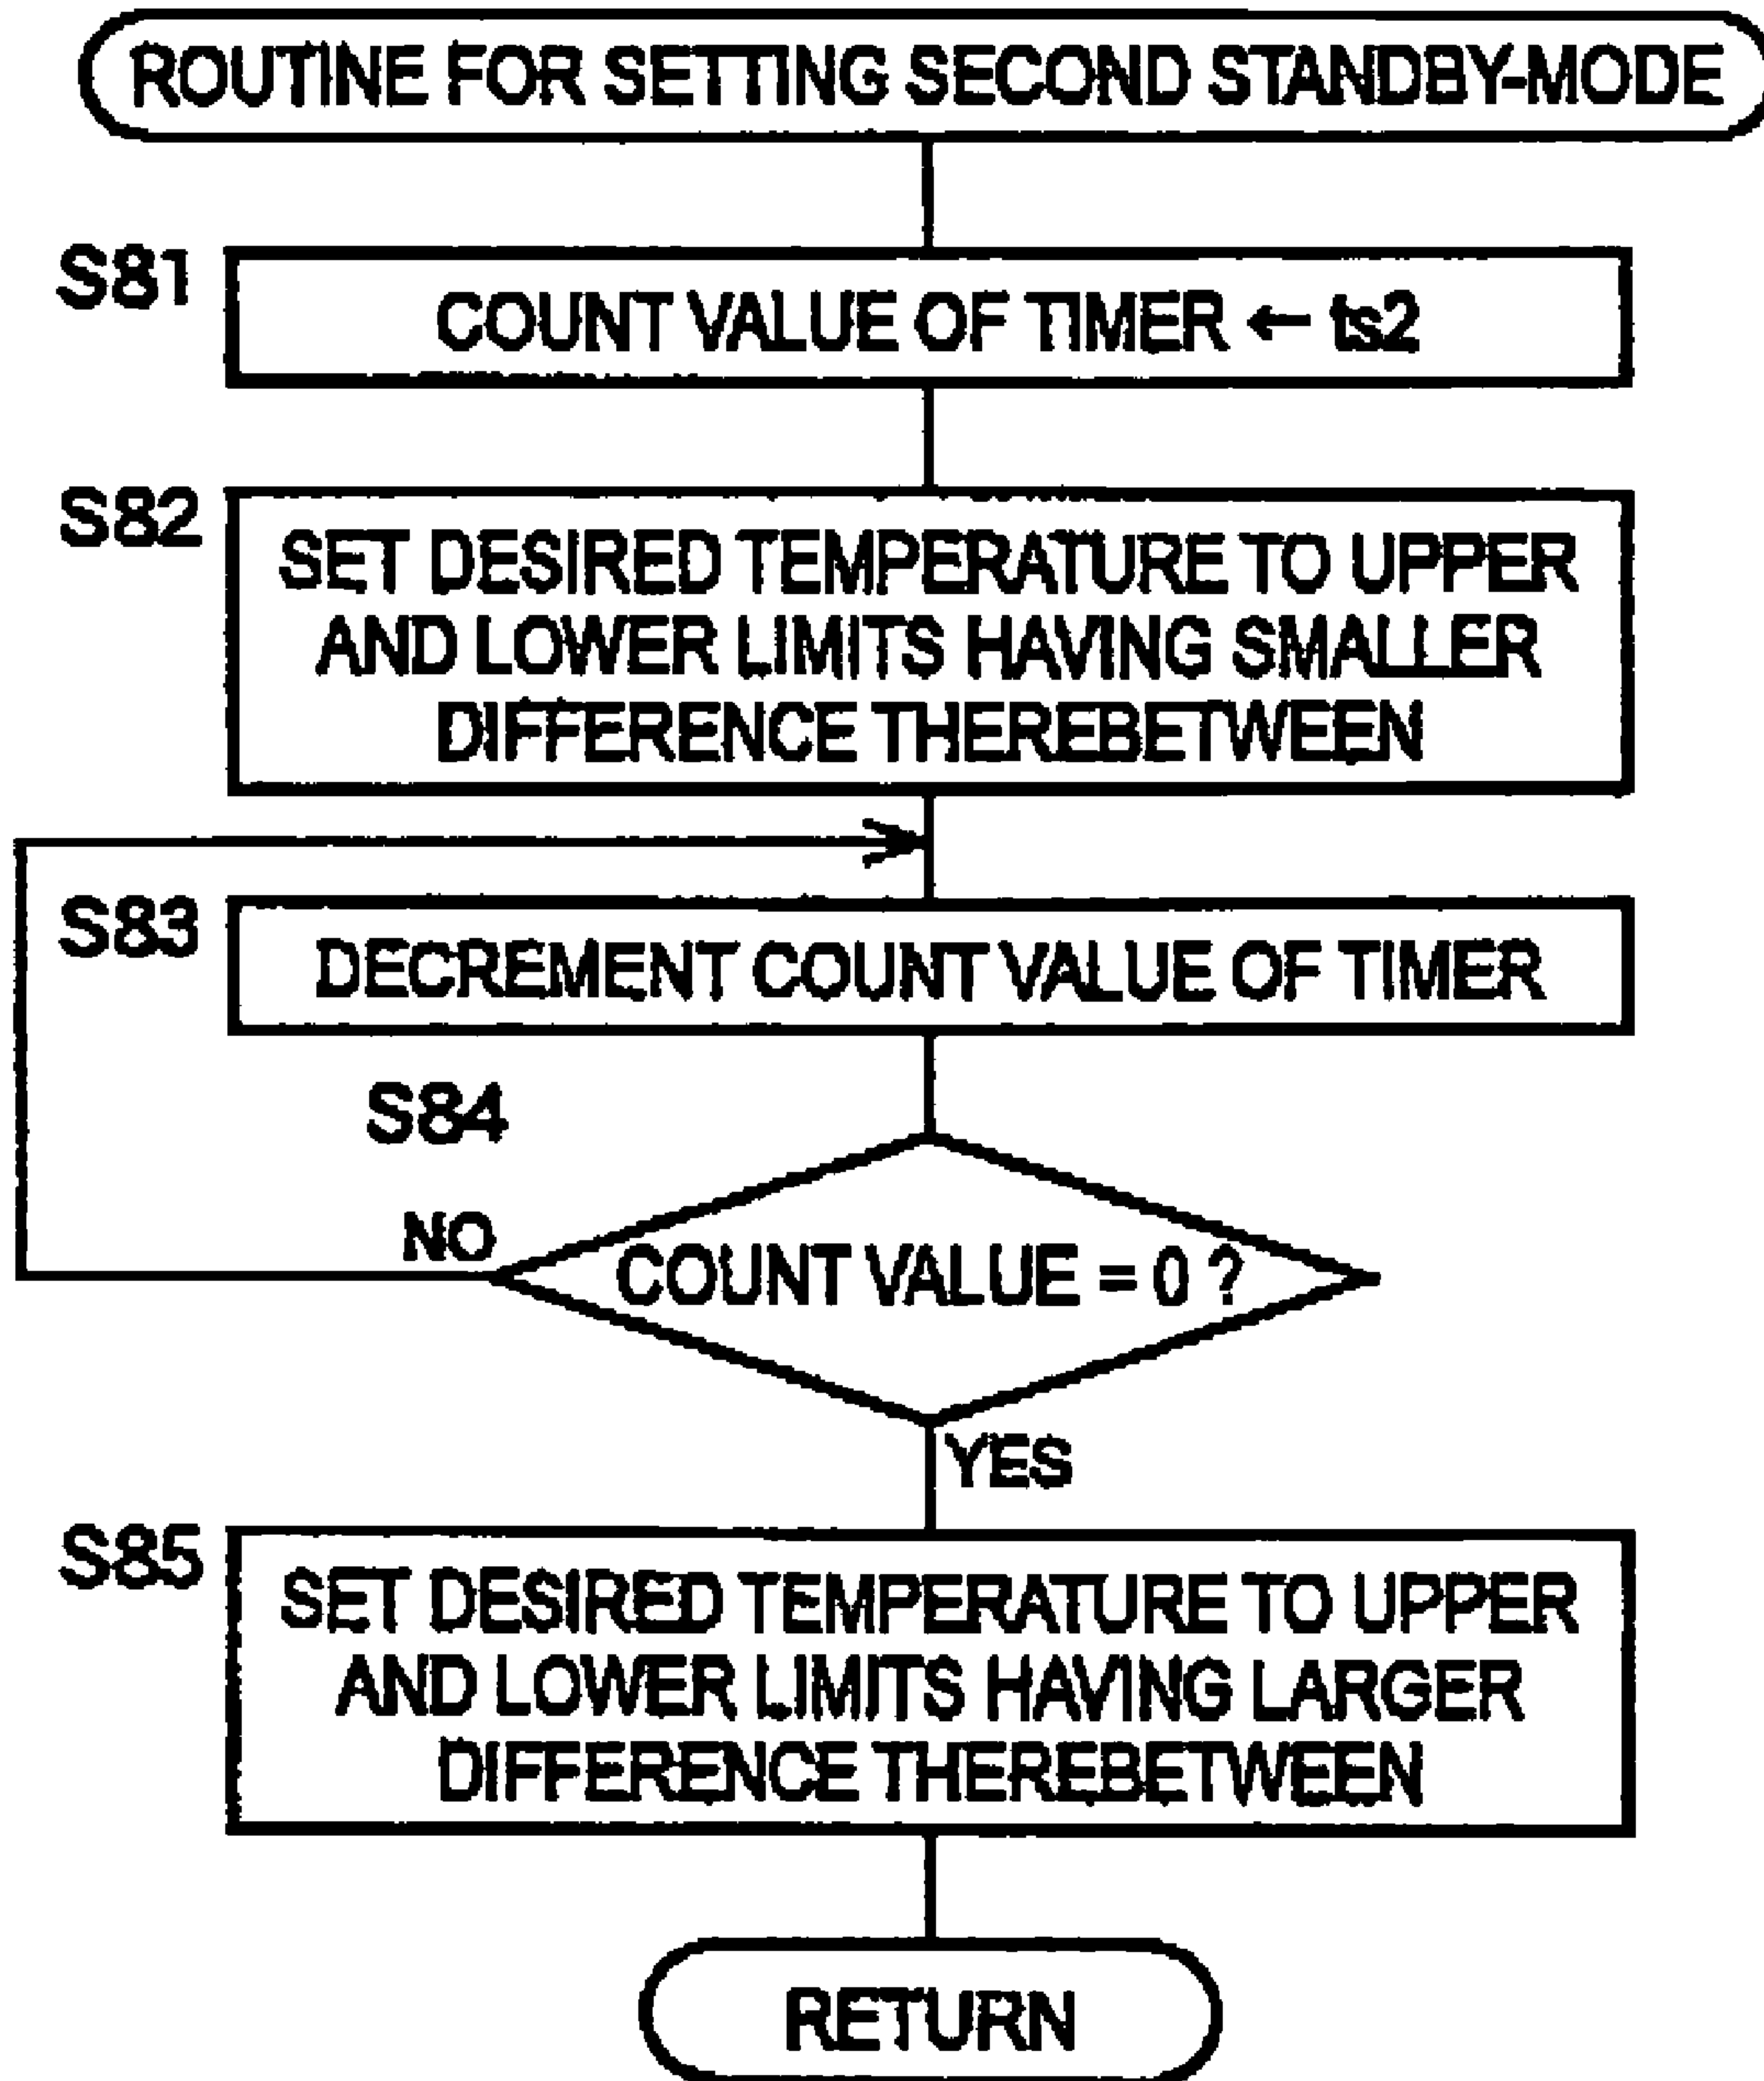 ROUTINE FOR SETTING SECOND STANDBY-MODE
S81
COUNT VALUE OF TIMER ← ts2
S82
SET DESIRED TEMPERATURE TO UPPER
AND LOWER LIMITS HAVING SMALLER
DIFFERENCE THEREBETWEEN
S83
DECREMENT COUNT VALUE OF TIMER
S84
NO
COUNT VALUE = 0 ?
YES
S85
SET DESIRED TEMPERATURE TO UPPER
AND LOWER LIMITS HAVING LARGER
DIFFERENCE THEREBETWEEN
RETURN